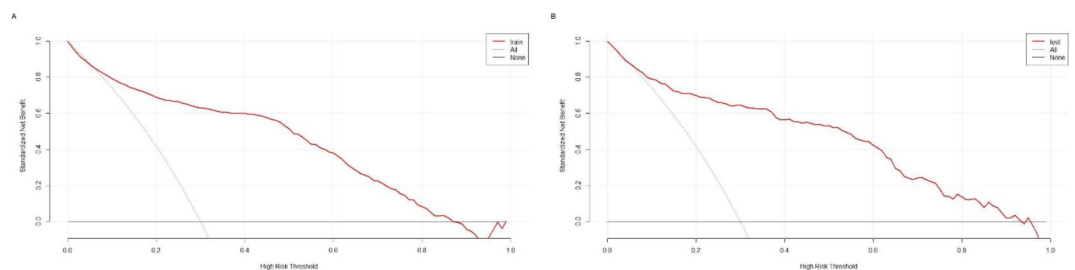 A
train
All
None
1.0
0.8
0.6
0.4
0.2
0.0
Standardized Net Benefit
0.0 0.2 0.4 0.6 0.8 1.0
High Risk Threshold
B
test
All
None
1.0
0.8
0.6
0.4
0.2
0.0
Standardized Net Benefit
0.0 0.2 0.4 0.6 0.8 1.0
High Risk Threshold